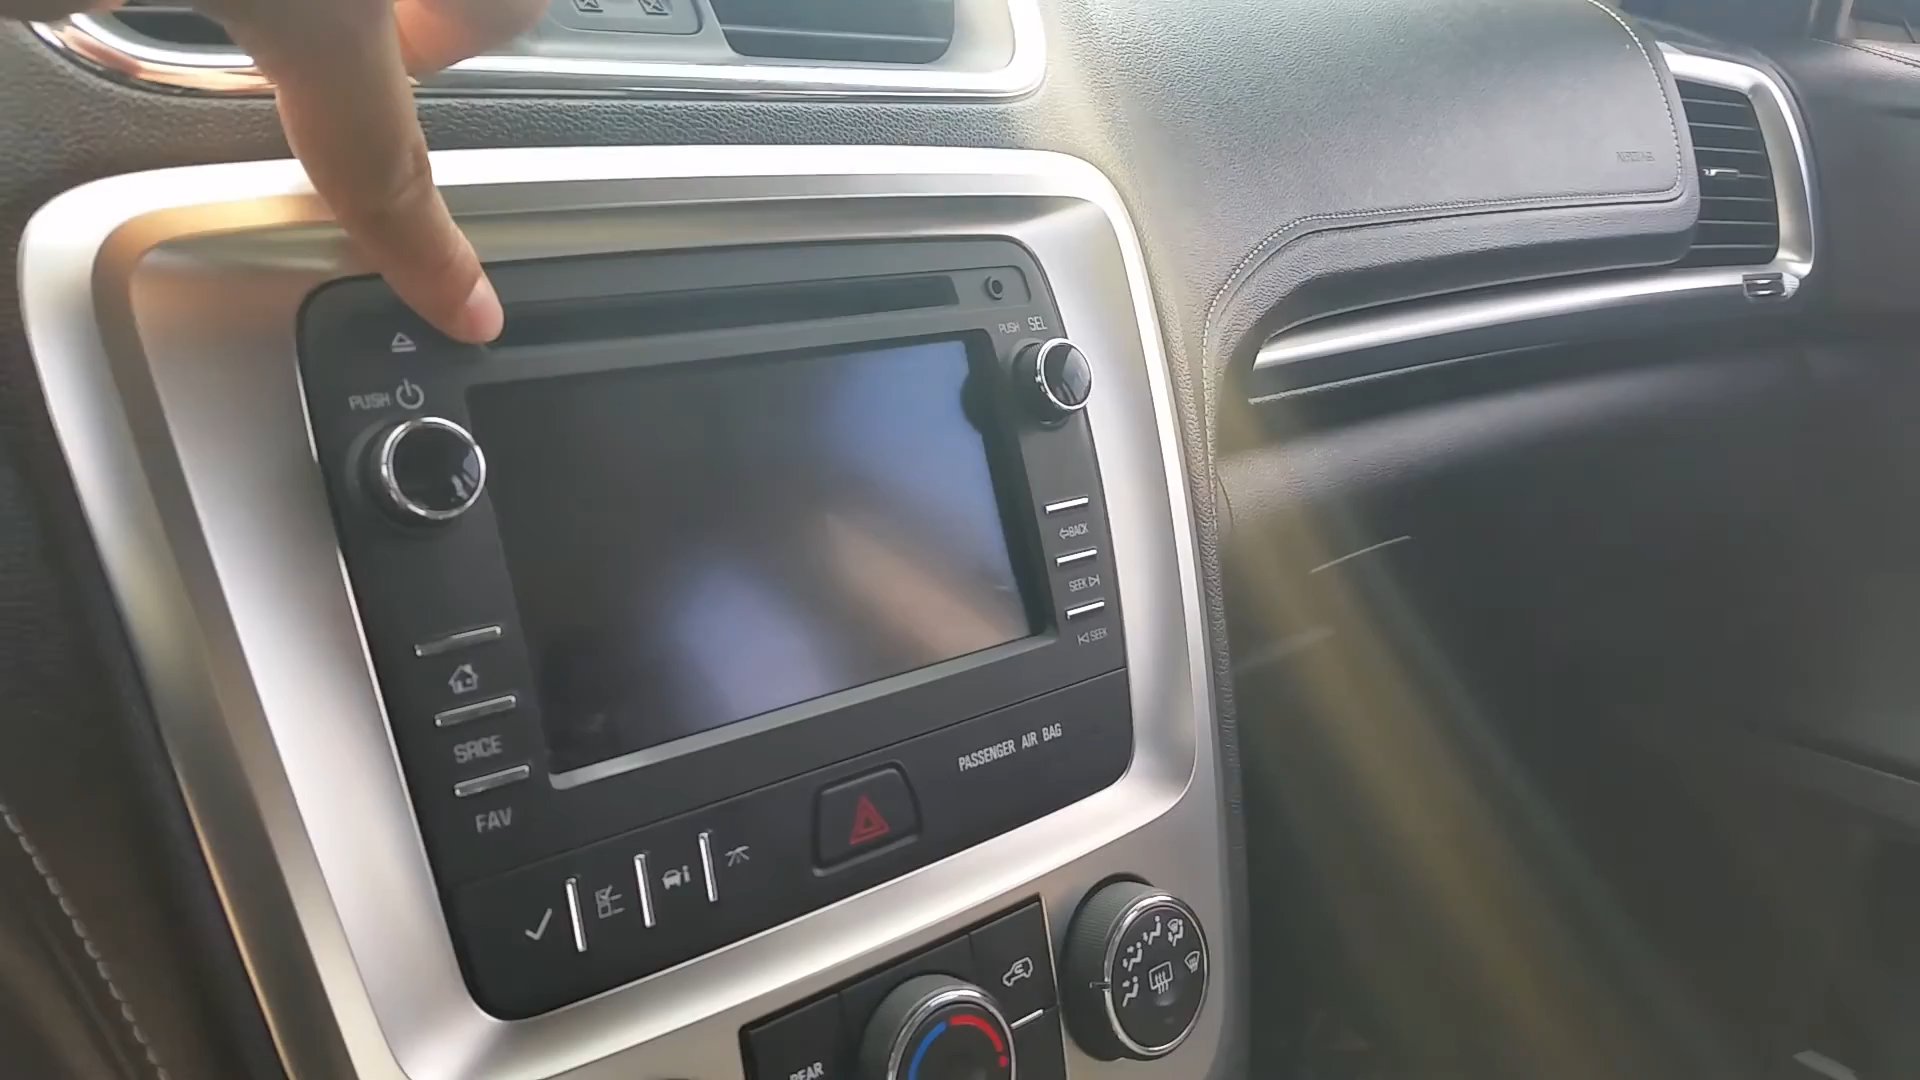 PUSH SEL
PUSH
BACK
SEEK
SEEK
SRCE
FAV
PASSENGER AIR BAG
REAR